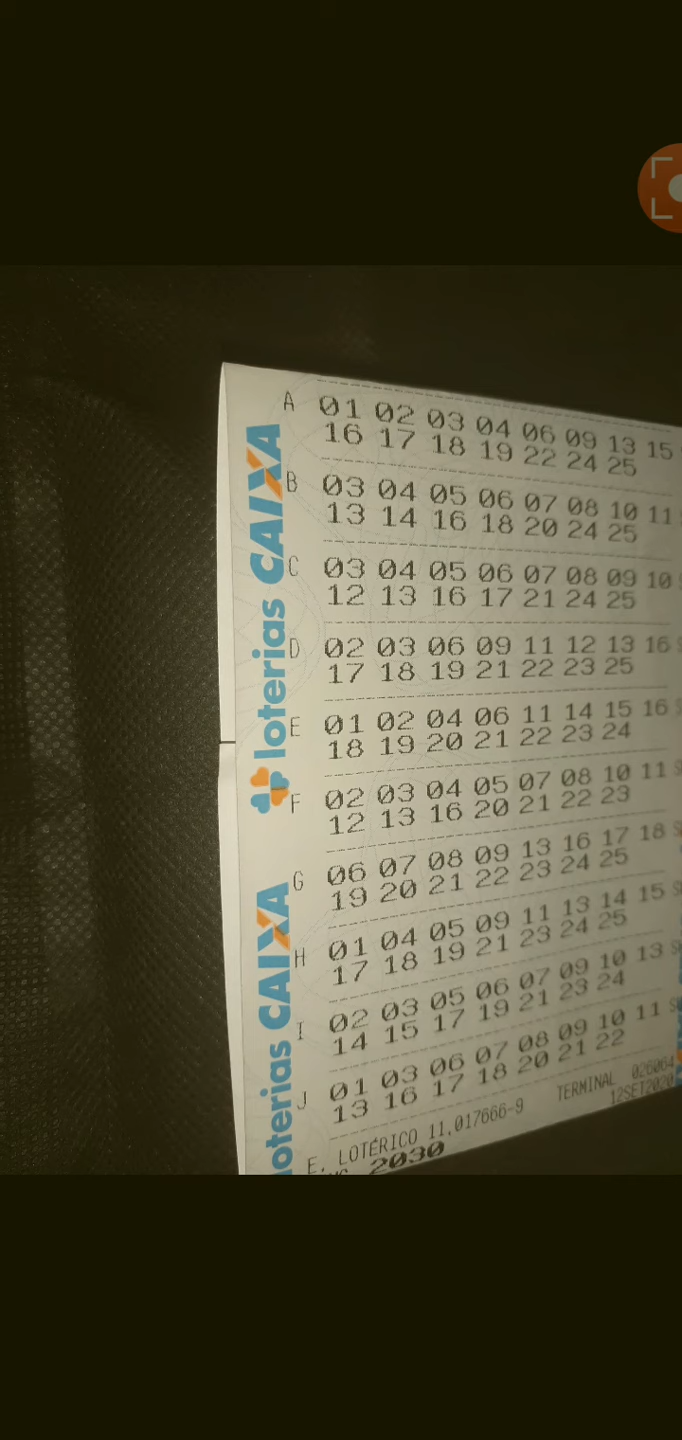 A 01 02 03 04 06 09 13 15
16 17 18 19 22 24 25
B 03 04 05 06 07 08 10 11
13 14 16 18 20 24 25
C 03 04 05 06 07 08 09 10
12 13 16 17 21 24 25
D 02 03 06 09 11 12 13 16
17 18 19 21 22 23 25
E 01 02 04 06 11 14 15 16
18 19 20 21 22 23 24
F 02 03 04 05 07 08 10 11
12 13 16 20 21 22 23
G 06 07 08 09 13 16 17 18
19 20 21 22 23 24 25
H 01 04 05 09 11 13 14 15
17 18 19 21 23 24 25
I 02 03 05 06 07 09 10 13
14 15 17 19 21 23 24
J 01 03 06 07 08 09 10 11
13 16 17 18 20 21 22
E. LOTÉRICO 11.017666-9 TERMINAL 026064
2030 12SET2020
loterias CAIXA
loterias CAIXA